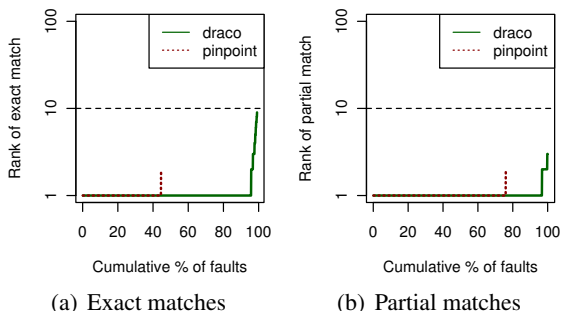 draco
pinpoint
Rank of exact match
100
10
1
0 20 40 60 80 100
Cumulative % of faults
(a) Exact matches
draco
pinpoint
Rank of partial match
100
10
1
0 20 40 60 80 100
Cumulative % of faults
(b) Partial matches